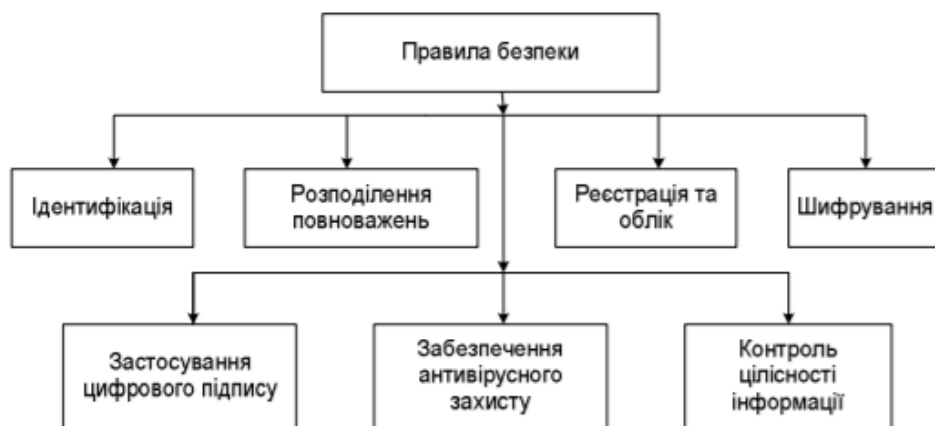 Правила безпеки
Ідентифікація
Розподілення
повноважень
Реєстрація та
облік
Шифрування
Застосування
цифрового підпису
Забезпечення
антивірусного
захисту
Контроль
цілісності
інформації